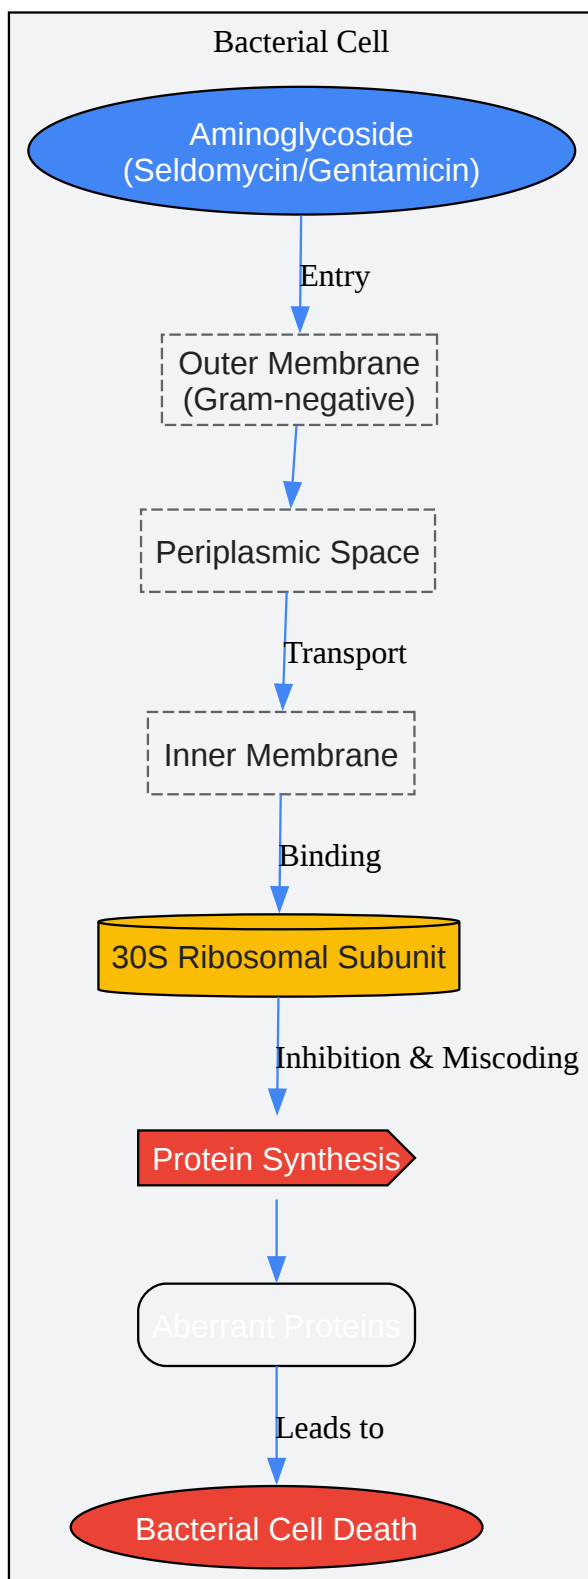 Bacterial Cell
Aminoglycoside
(Seldomycin/Gentamicin)
Entry
Outer Membrane
(Gram-negative)
Periplasmic Space
Transport
Inner Membrane
Binding
30S Ribosomal Subunit
Inhibition & Miscoding
Protein Synthesis
Aberrant Proteins
Leads to
Bacterial Cell Death